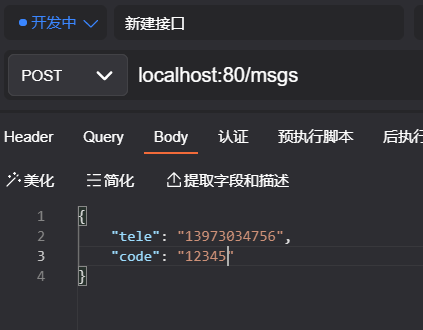 开发中 新建接口
POST localhost:80/msgs
Header Query Body 认证 预执行脚本 后执行
美化 简化 提取字段和描述
1 {
2 "tele": "13973034756",
3 "code": "12345"
4 }